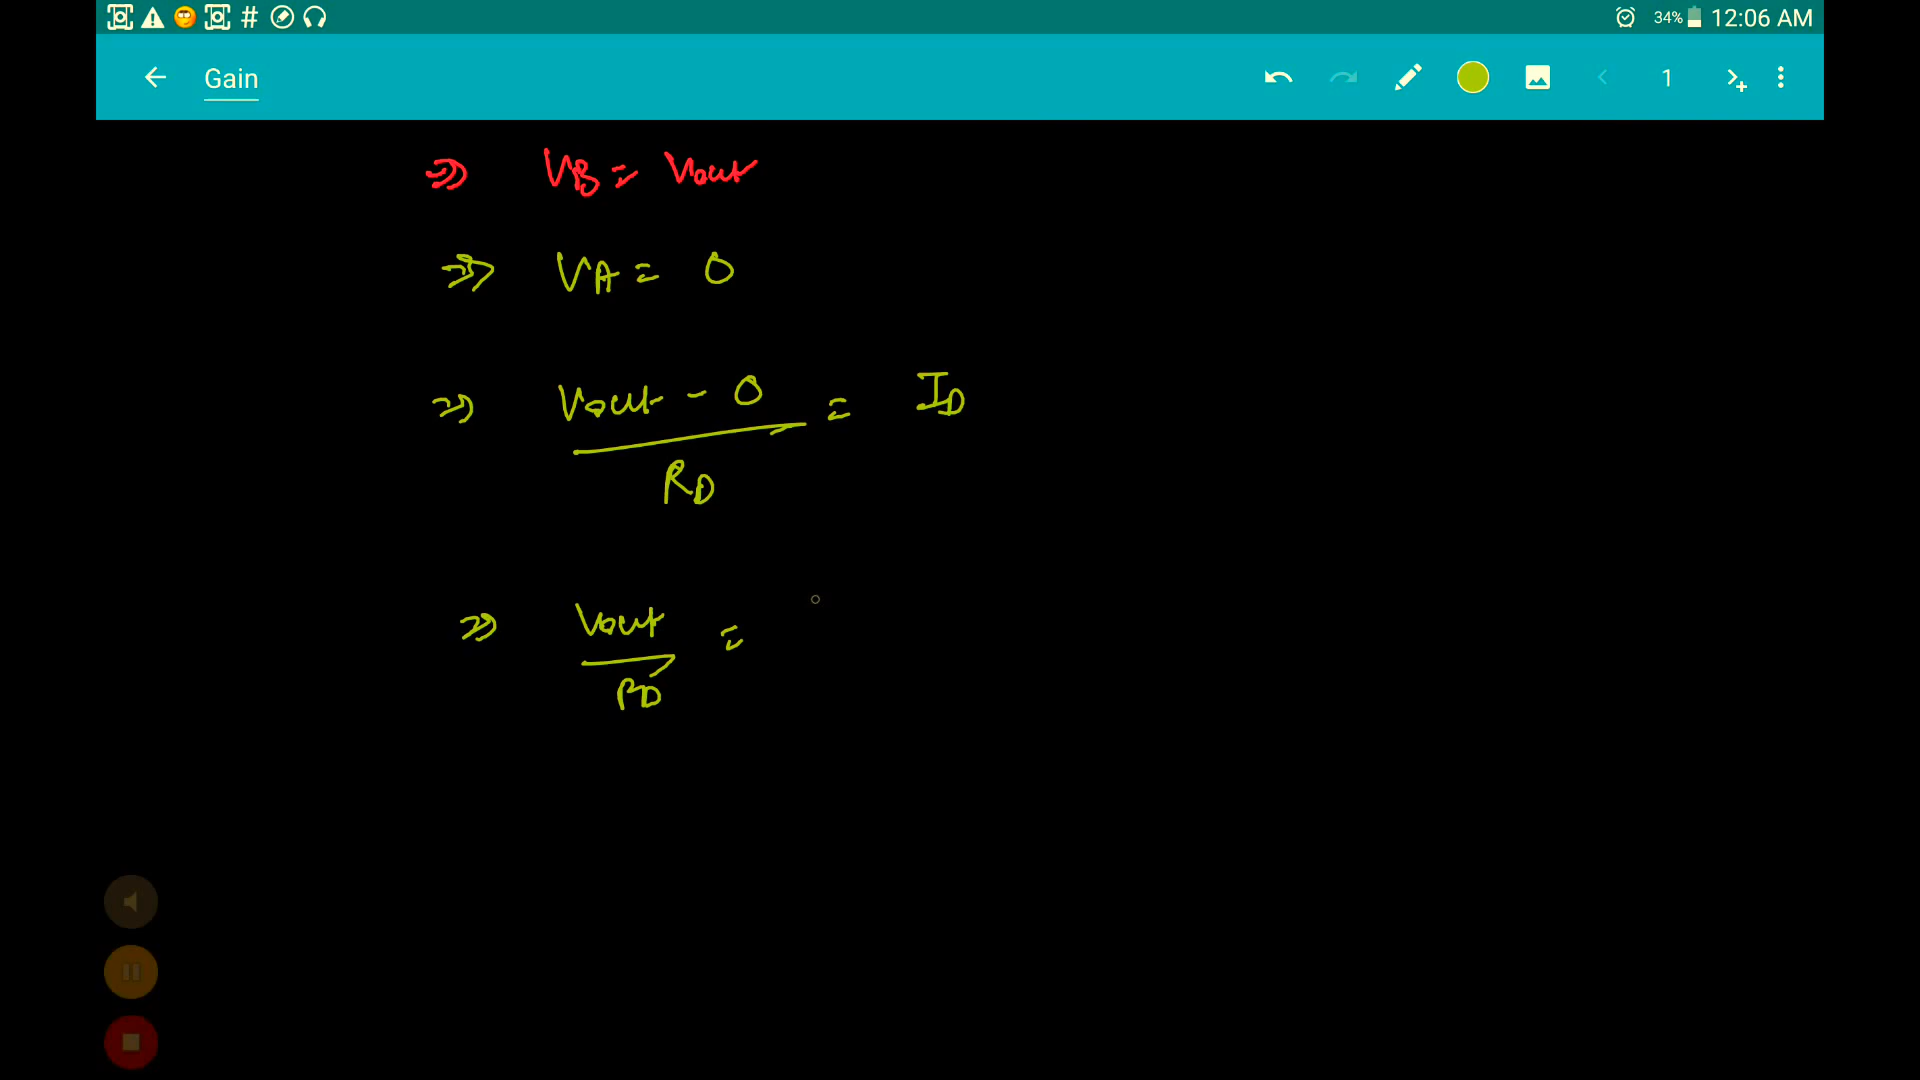 # 34% 12:06 AM
Gain 1
⇒ VB = Vout
⇒ VA = 0
⇒ Vout - 0 = ID
RD
⇒ Vout =
RD